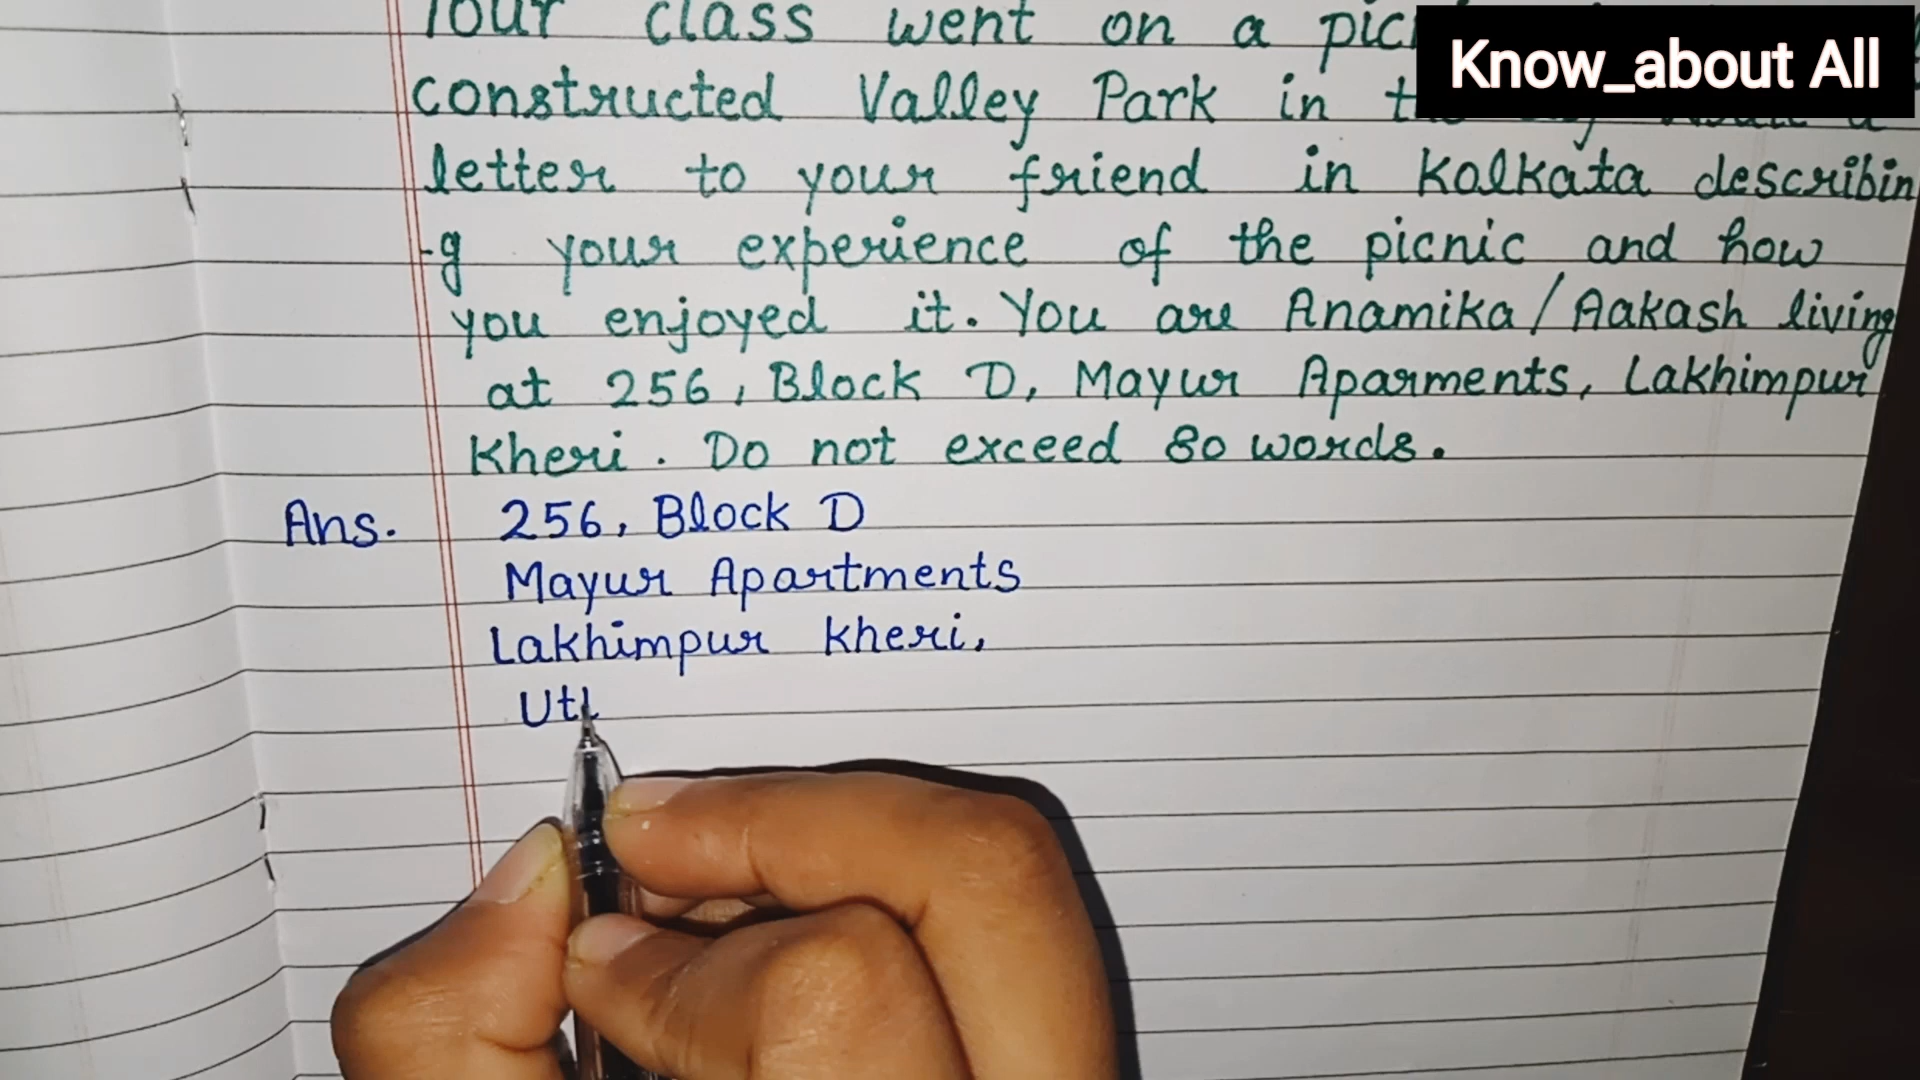 Your class went on a
Know_about All
constructed Valley Park in
letter to your friend in Kolkata describin
-g your experience of the picnic and how
you enjoyed it. You are Anamika/Aakash living
at 256, Block D, Mayur Aparments, Lakhimpur
Kheri. Do not exceed 80 words.
Ans. 256, Block D
Mayur Apartments
Lakhimpur Kheri,
Utt